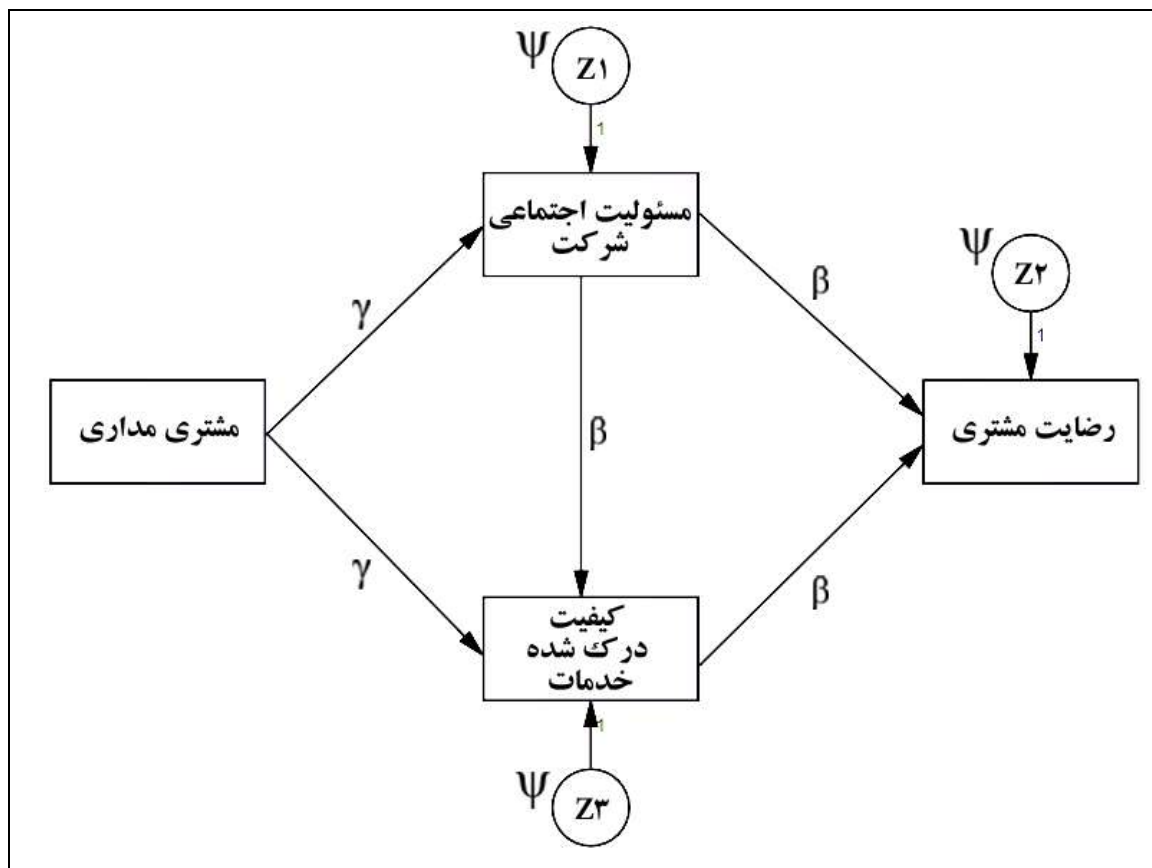 ψ
Z۱
1
مسئولیت اجتماعی
شرکت
ψ
Z۲
1
γ
β
مشتری مداری
β
رضایت مشتری
γ
β
کیفیت
درک شده
خدمات
1
ψ
Z۳